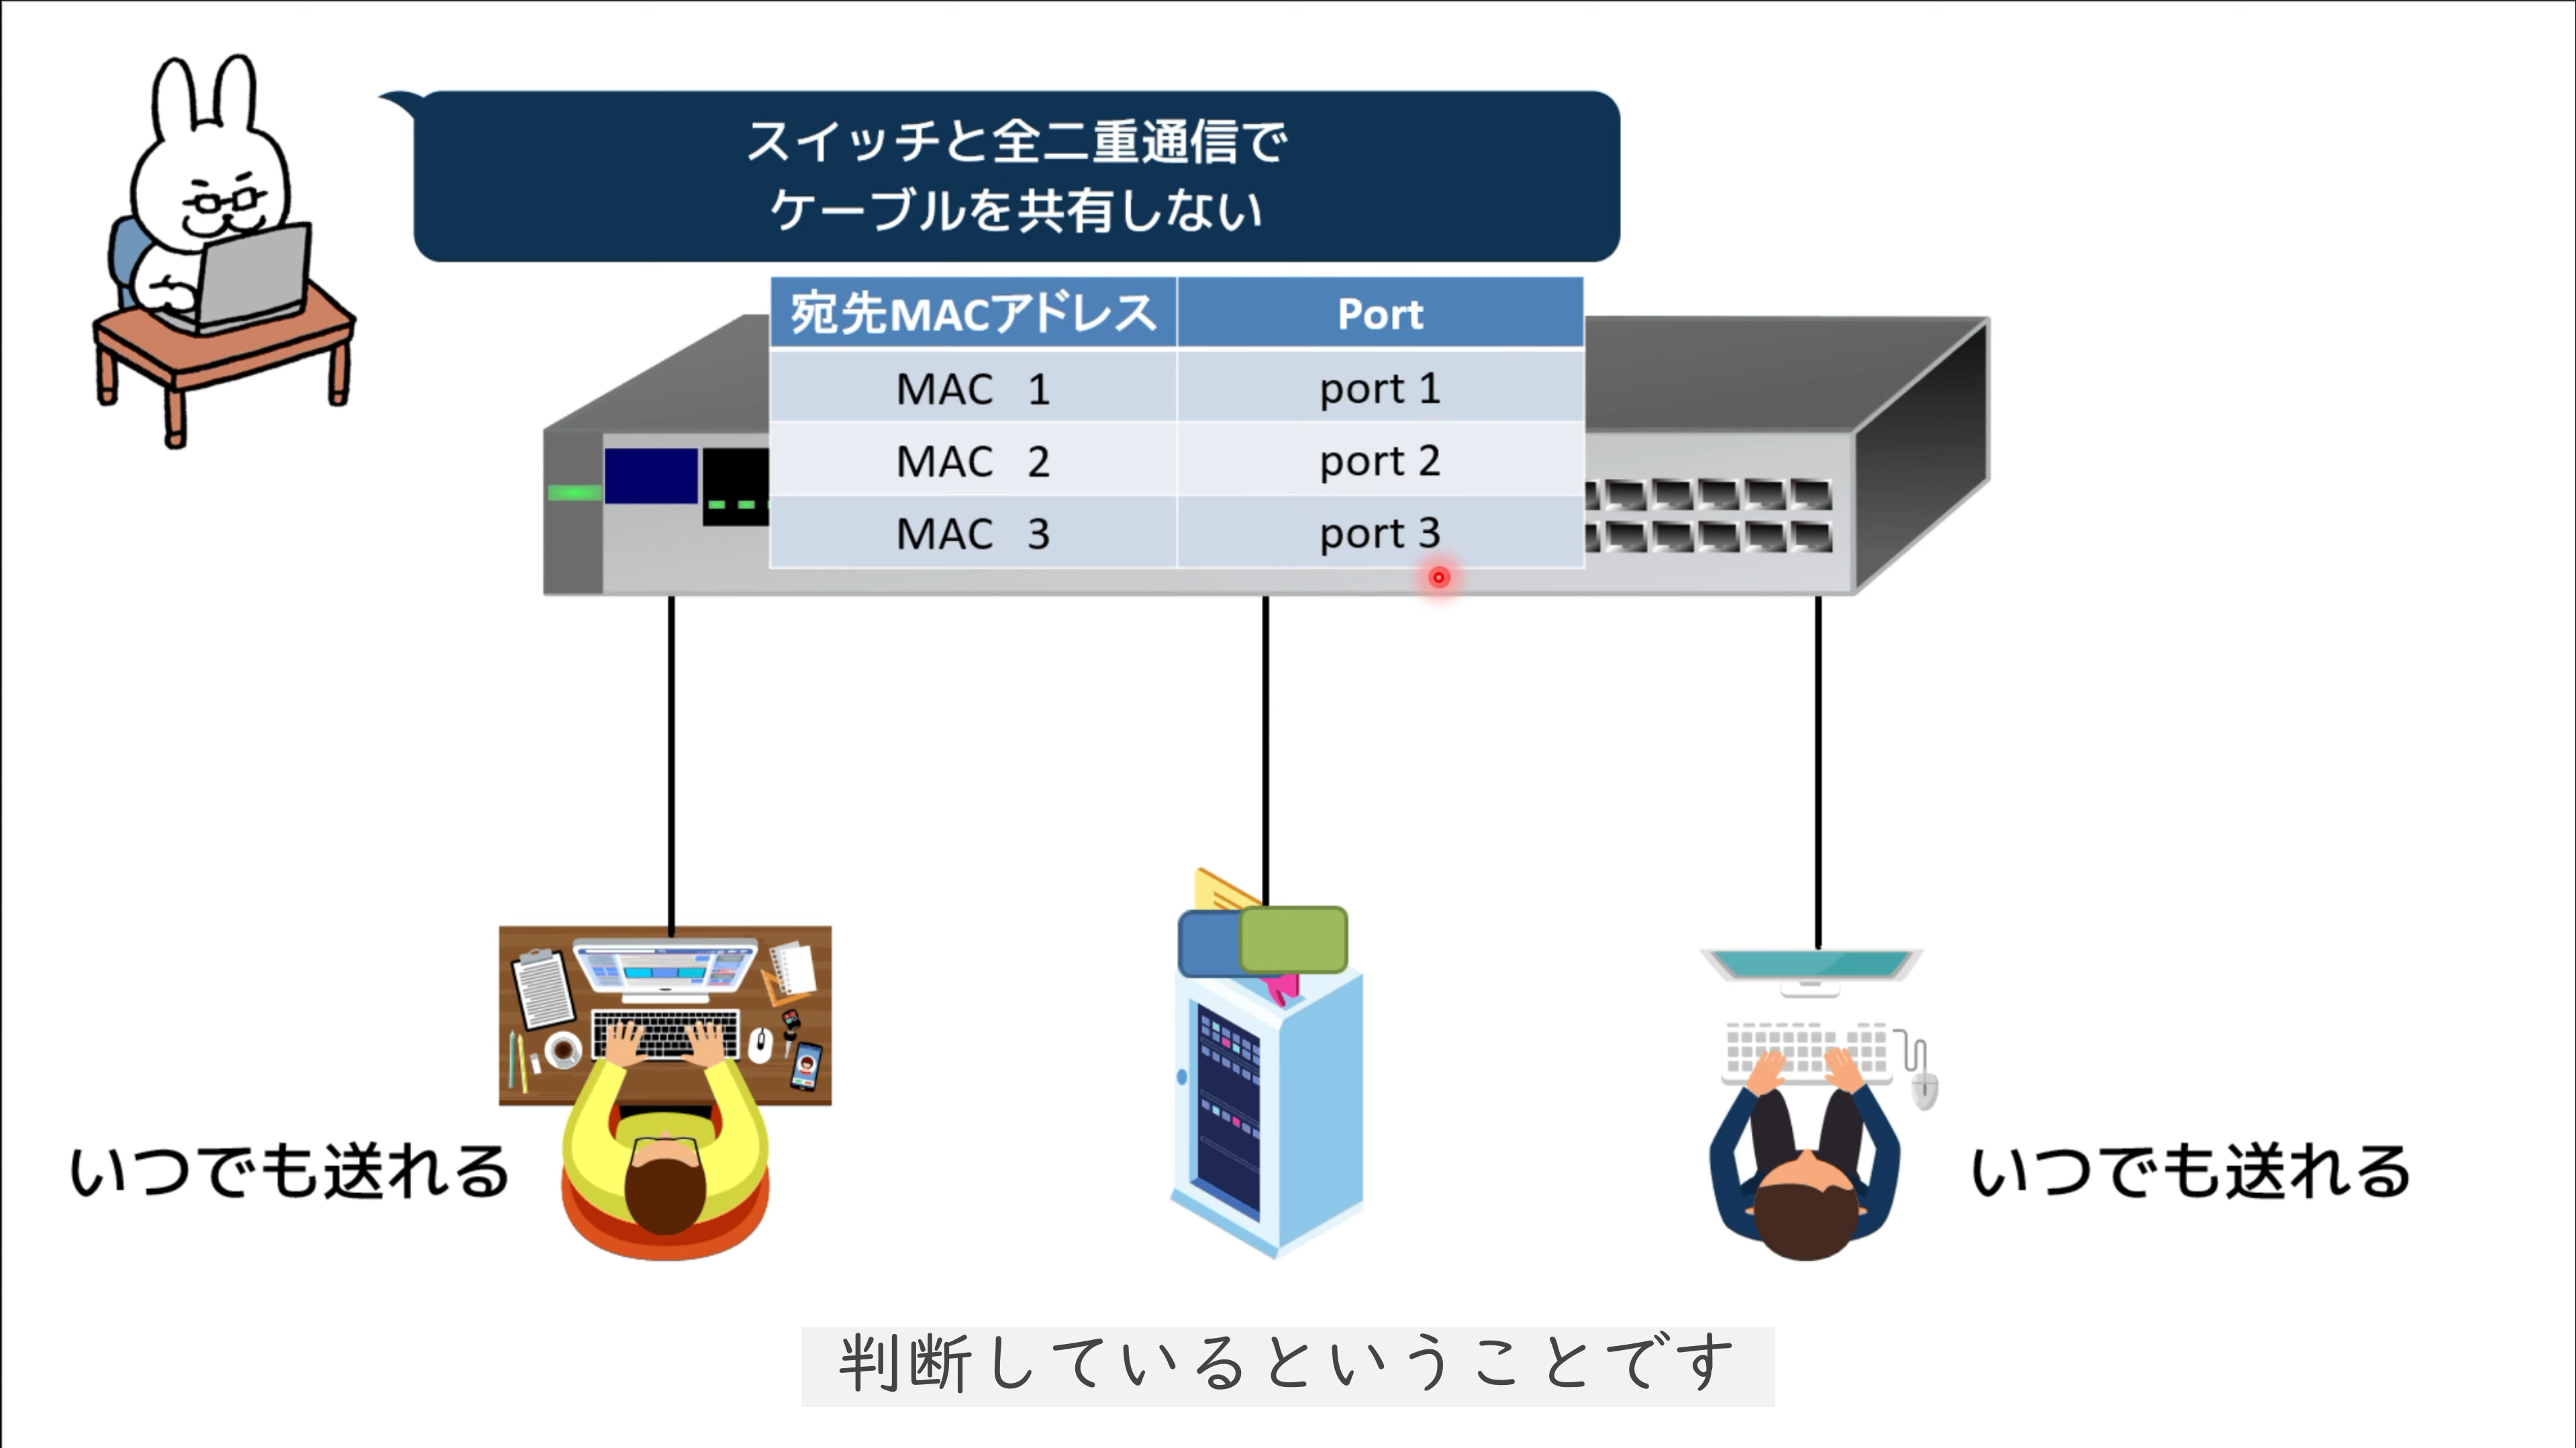 スイッチと全二重通信で
ケーブルを共有しない
宛先MACアドレス Port
MAC 1 port 1
MAC 2 port 2
MAC 3 port 3
いつでも送れる
いつでも送れる
判断しているということです